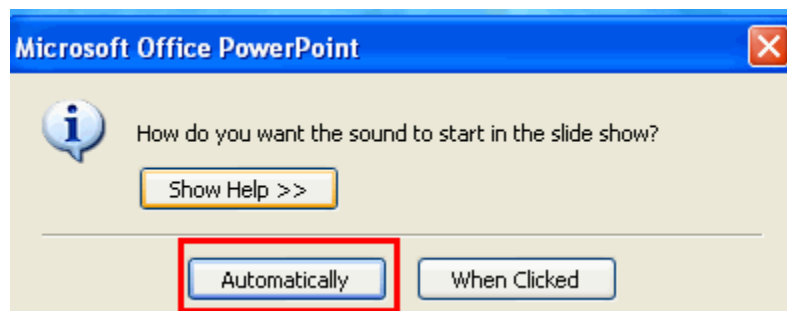 Microsoft Office PowerPoint
How do you want the sound to start in the slide show?
Show Help >>
Automatically When Clicked